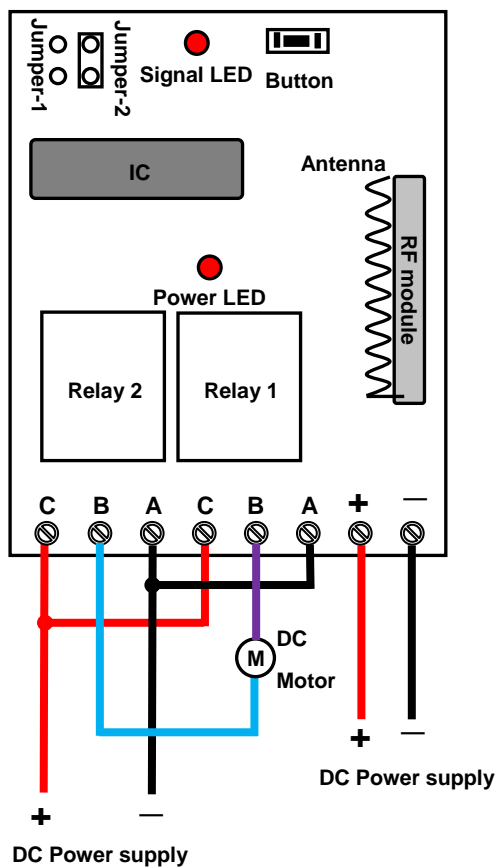 Jumper-1
Jumper-2
Signal LED
Button
IC
Antenna
RF module
Power LED
Relay 2
Relay 1
C B A C B A + —
M
DC
Motor
+ —
DC Power supply
+ —
DC Power supply